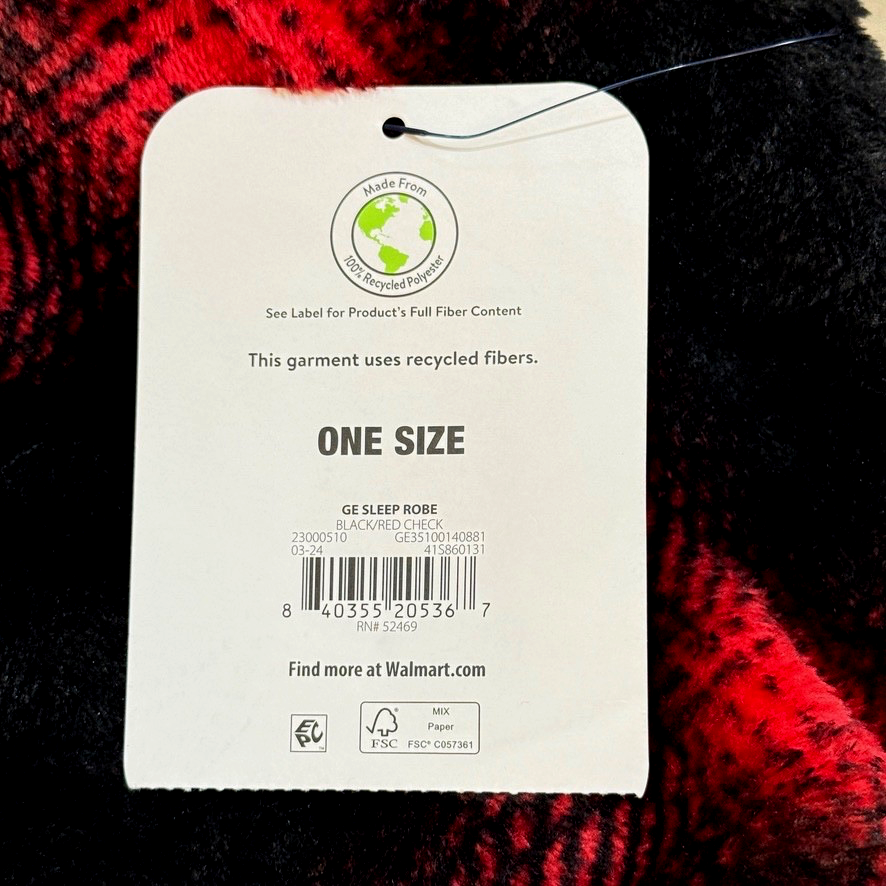 Made From
100% Recycled Polyester
See Label for Product's Full Fiber Content
This garment uses recycled fibers.
ONE SIZE
GE SLEEP ROBE
BLACK/RED CHECK
23000510 GE35100140881
03-24 41S860131
8 40355 20536 7
RN# 52469
Find more at Walmart.com
EPC™
FSC®
FSC
MIX
Paper
FSC® C057361